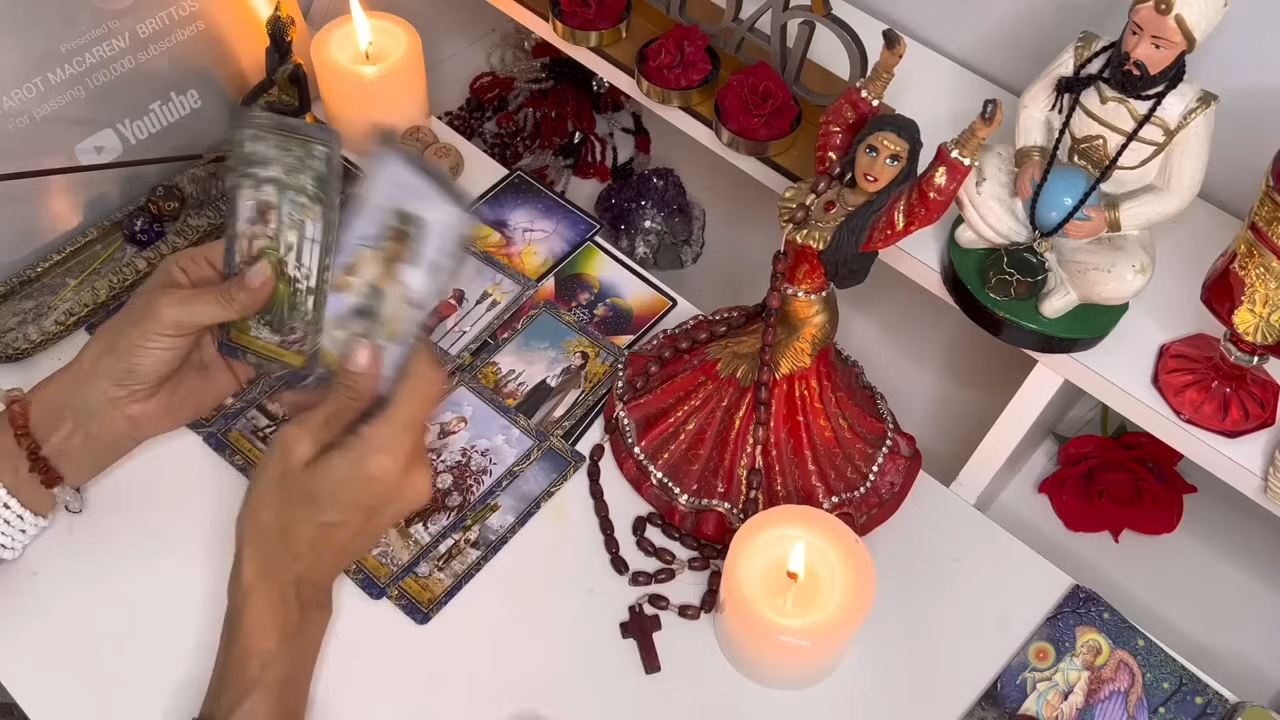 Presented to
AROT MACAREN/ BRITTOS
For passing 100,000 subscribers
YouTube